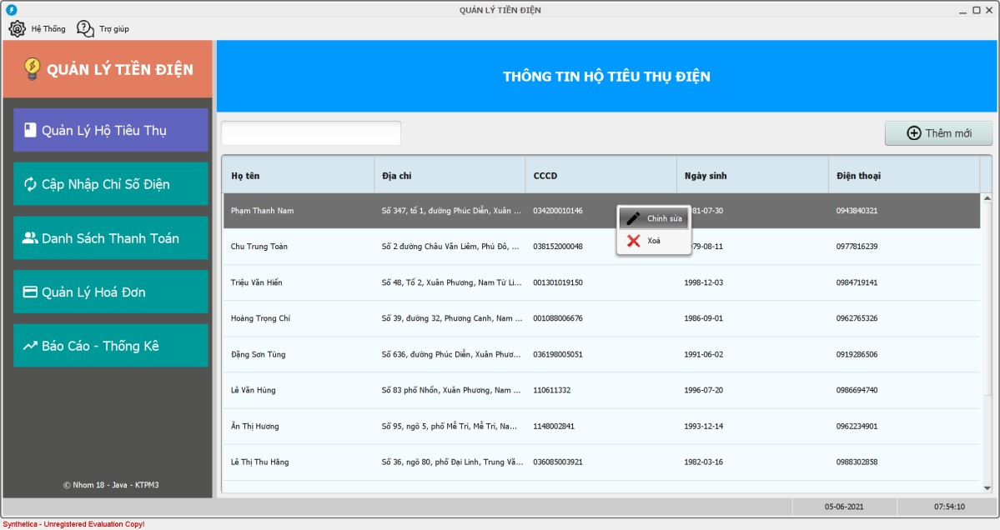 QUẢN LÝ TIỀN ĐIỆN
Hệ Thống Trợ giúp
QUẢN LÝ TIỀN ĐIỆN
THÔNG TIN HỘ TIÊU THỤ ĐIỆN
Quản Lý Hộ Tiêu Thụ
Cập Nhập Chỉ Số Điện
Danh Sách Thanh Toán
Quản Lý Hoá Đơn
Báo Cáo - Thống Kê
© Nhom 18 - Java - KTPM3
Thêm mới
Họ tên Địa chỉ CCCD Ngày sinh Điện thoại
Phạm Thanh Nam Số 347, tổ 1, đường Phúc Diễn, Xuân ... 034200010146 81-07-30 0943840321
Chỉnh sửa
Xoá
Chu Trung Toàn Số 2 đường Châu Văn Liêm, Phú Đô, ... 038152000048 79-08-11 0977816239
Triệu Văn Hiển Số 48, Tổ 2, Xuân Phương, Nam Từ Li... 001301019150 1998-12-03 0984719141
Hoàng Trọng Chí Số 39, đường 32, Phương Canh, Nam ... 001088006676 1986-09-01 0962765326
Đặng Sơn Tùng Số 636, đường Phúc Diễn, Xuân Phươ... 036198005051 1991-06-02 0919286506
Lê Văn Hùng Số 83 phố Nhổn, Xuân Phương, Nam ... 110611332 1996-07-20 0986694740
Ân Thị Hương Số 95, ngõ 5, phố Mễ Trì, Mễ Trì, Na... 1148002841 1993-12-14 0962234901
Lê Thị Thu Hằng Số 36, ngõ 80, phố Đại Linh, Trung Vă... 036085003921 1982-03-16 0988302858
05-06-2021 07:54:10
Synthetica - Unregistered Evaluation Copy!